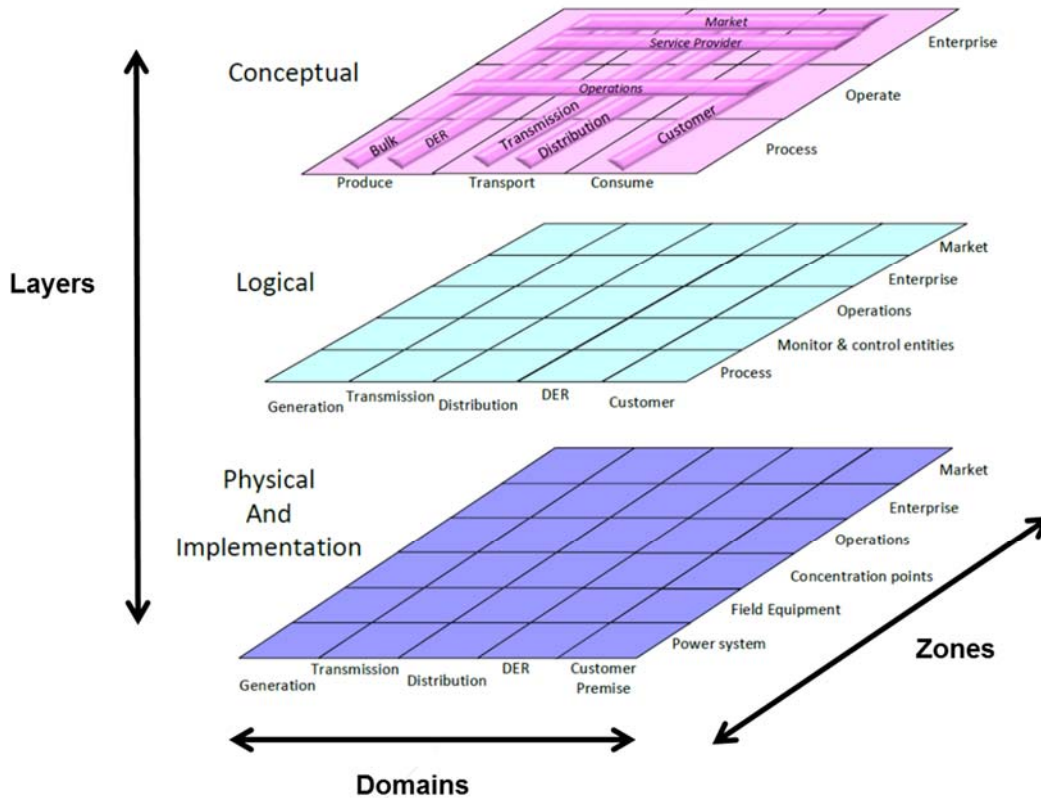 Market
Service Provider
Enterprise
Conceptual
Operations
Operate
Bulk
DER
Transmission
Distribution
Customer
Process
Produce
Transport
Consume
Layers
Logical
Market
Enterprise
Operations
Monitor & control entities
Process
Generation
Transmission
Distribution
DER
Customer
Physical
And
Implementation
Market
Enterprise
Operations
Concentration points
Field Equipment
Power system
Generation
Transmission
Distribution
DER
Customer
Premise
Zones
Domains